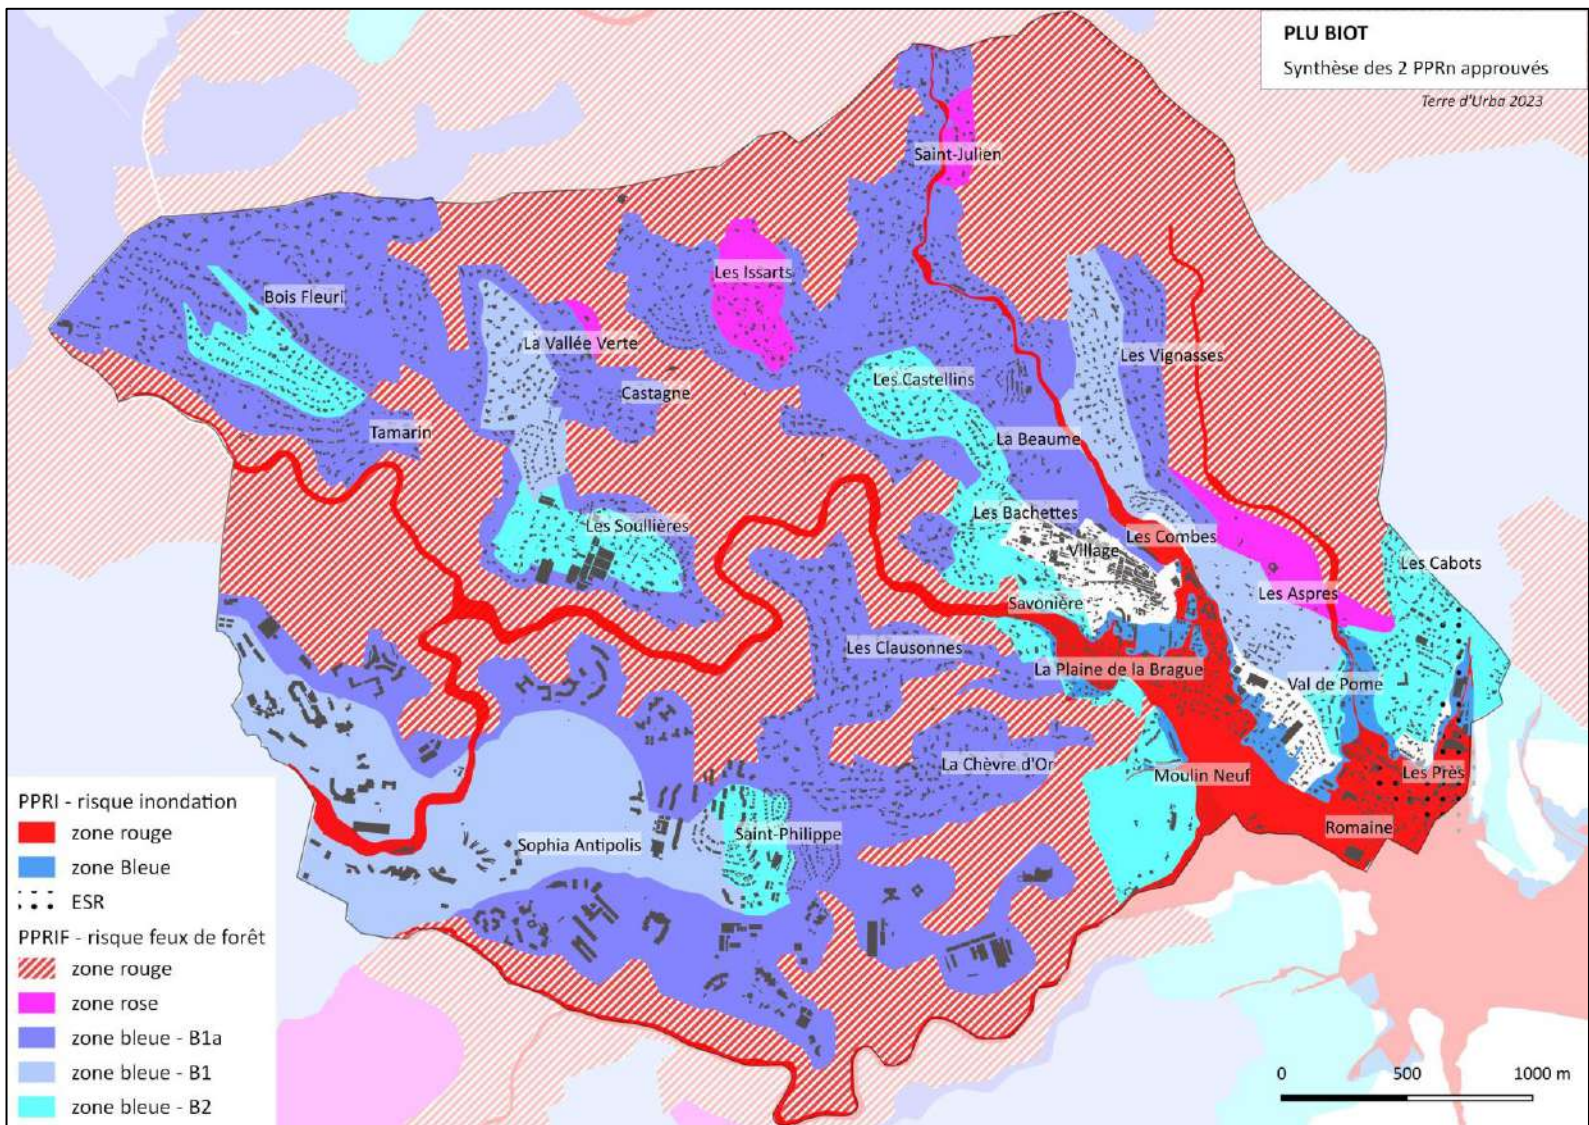 PLU BIOT
Synthèse des 2 PPRn approuvés
Terre d'Urba 2023
Saint-Julien
Les Issarts
Bois Fleuri
La Vallée Verte
Les Vignasses
Les Castellins
Castagne
Tamarin
La Beaume
Les Bachettes
Les Soullières
Les Combes
Village
Les Cabots
Les Aspres
Savonière
Les Clausonnes
La Plaine de la Brague
Val de Pome
La Chèvre d'Or
Moulin Neuf
Les Près
Romaine
Saint-Philippe
Sophia Antipolis
PPRI - risque inondation
zone rouge
zone Bleue
ESR
PPRIF - risque feux de forêt
zone rouge
zone rose
zone bleue - B1a
zone bleue - B1
zone bleue - B2
0 500 1000 m